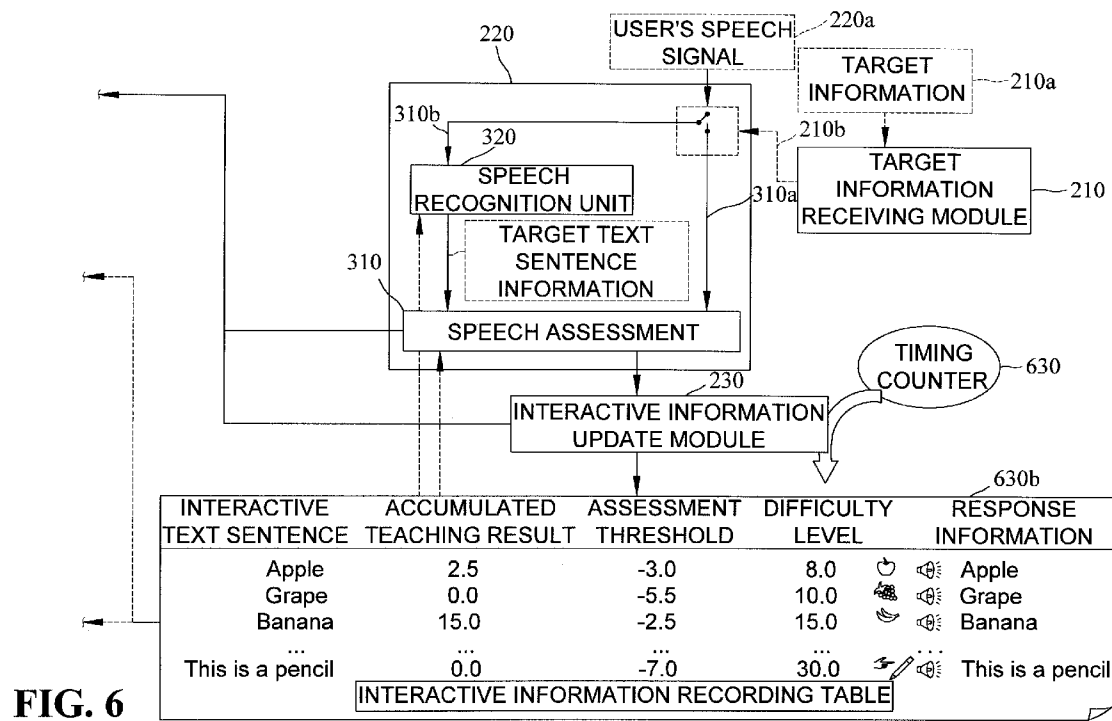 220a
USER'S SPEECH
SIGNAL
220
TARGET
INFORMATION
210a
310b
320
210b
SPEECH
RECOGNITION UNIT
310a
TARGET
INFORMATION
RECEIVING MODULE
210
TARGET TEXT
SENTENCE
INFORMATION
310
SPEECH ASSESSMENT
TIMING
COUNTER
630
230
INTERACTIVE INFORMATION
UPDATE MODULE
630b
INTERACTIVE TEXT SENTENCE ACCUMULATED TEACHING RESULT ASSESSMENT THRESHOLD DIFFICULTY LEVEL RESPONSE INFORMATION
Apple 2.5 -3.0 8.0 Apple
Grape 0.0 -5.5 10.0 Grape
Banana 15.0 -2.5 15.0 Banana
... ... ... ... ...
This is a pencil 0.0 -7.0 30.0 This is a pencil
INTERACTIVE INFORMATION RECORDING TABLE
FIG. 6